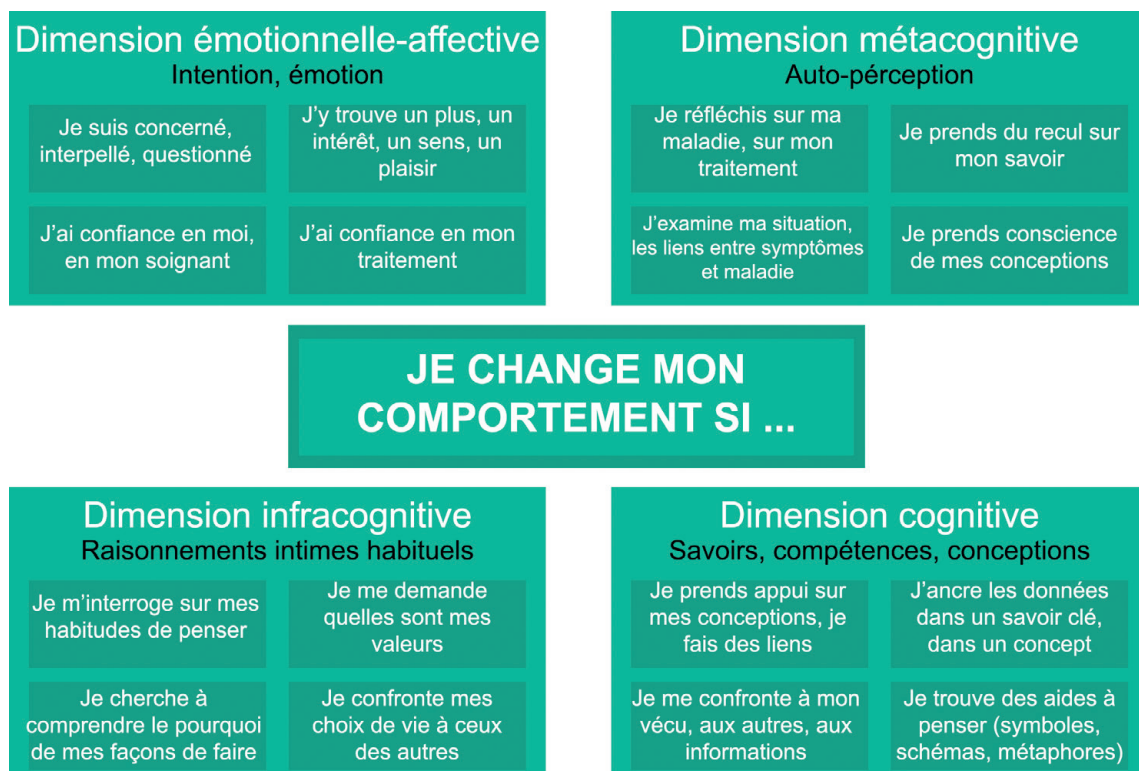 Dimension émotionnelle-affective
Intention, émotion
Je suis concerné,
interpellé, questionné
J'y trouve un plus, un
intérêt, un sens, un
plaisir
J'ai confiance en moi,
en mon soignant
J'ai confiance en mon
traitement
Dimension métacognitive
Auto-pérception
Je réfléchis sur ma
maladie, sur mon
traitement
Je prends du recul sur
mon savoir
J'examine ma situation,
les liens entre symptômes
et maladie
Je prends conscience
de mes conceptions
JE CHANGE MON
COMPORTEMENT SI ...
Dimension infracognitive
Raisonnements intimes habituels
Je m'interroge sur mes
habitudes de penser
Je me demande
quelles sont mes
valeurs
Je cherche à
comprendre le pourquoi
de mes façons de faire
Je confronte mes
choix de vie à ceux
des autres
Dimension cognitive
Savoirs, compétences, conceptions
Je prends appui sur
mes conceptions, je
fais des liens
J'ancre les données
dans un savoir clé,
dans un concept
Je me confronte à mon
vécu, aux autres, aux
informations
Je trouve des aides à
penser (symboles,
schémas, métaphores)